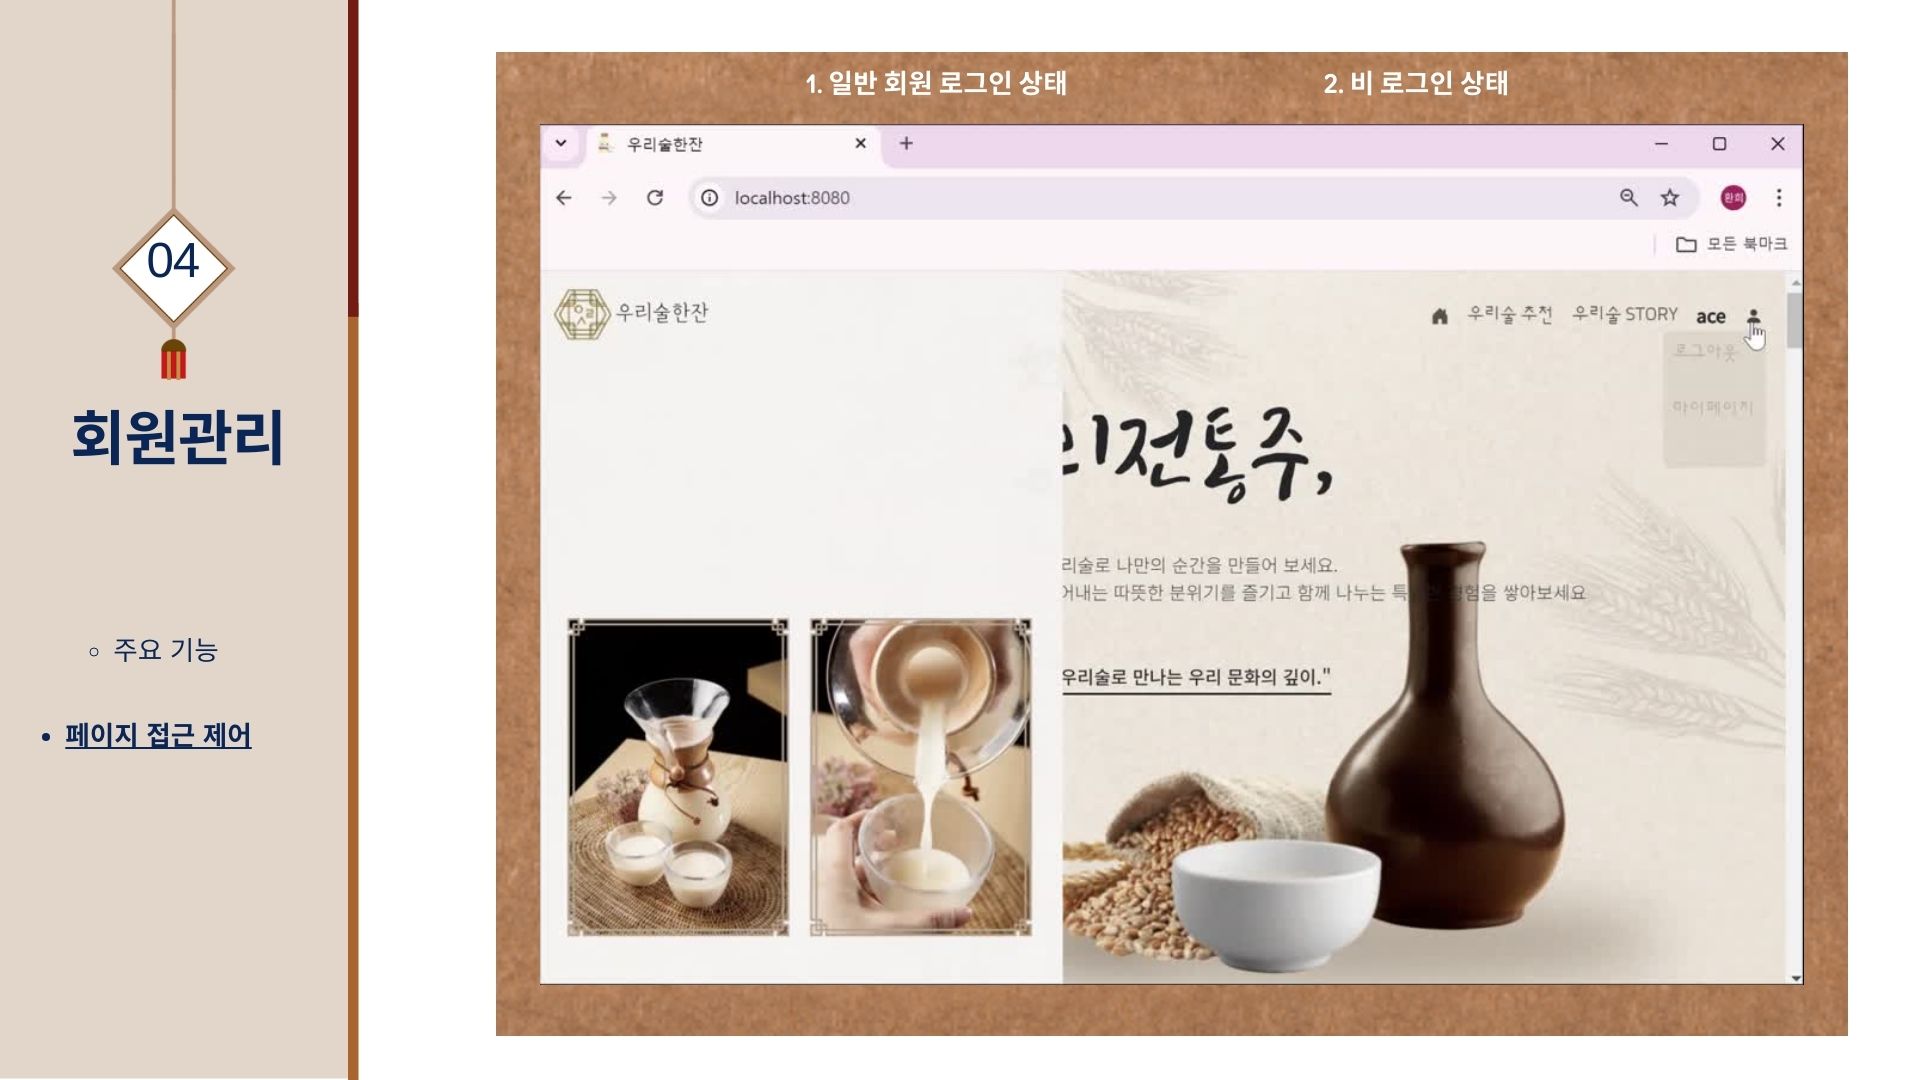 04
회원관리
주요 기능
페이지 접근 제어
1. 일반 회원 로그인 상태
2. 비 로그인 상태
우리술한잔
localhost:8080
환희
모든 북마크
우리술한잔
우리술 추천
우리술 STORY
ace
로그아웃
마이페이지
리전통주,
리술로 나만의 순간을 만들어 보세요.
어내는 따뜻한 분위기를 즐기고 함께 나누는 특 경험을 쌓아보세요
우리술로 만나는 우리 문화의 깊이."